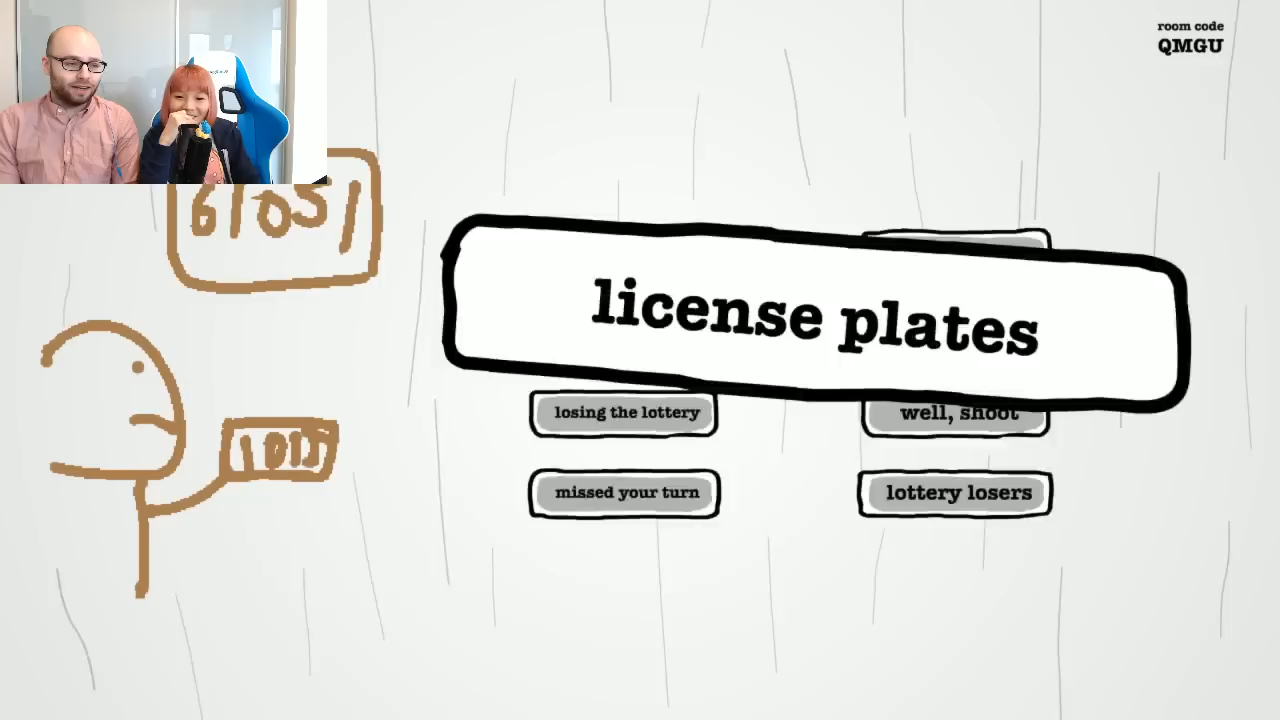 room code
QMGU
61051
license plates
losing the lottery
well, shoot
missed your turn
lottery losers